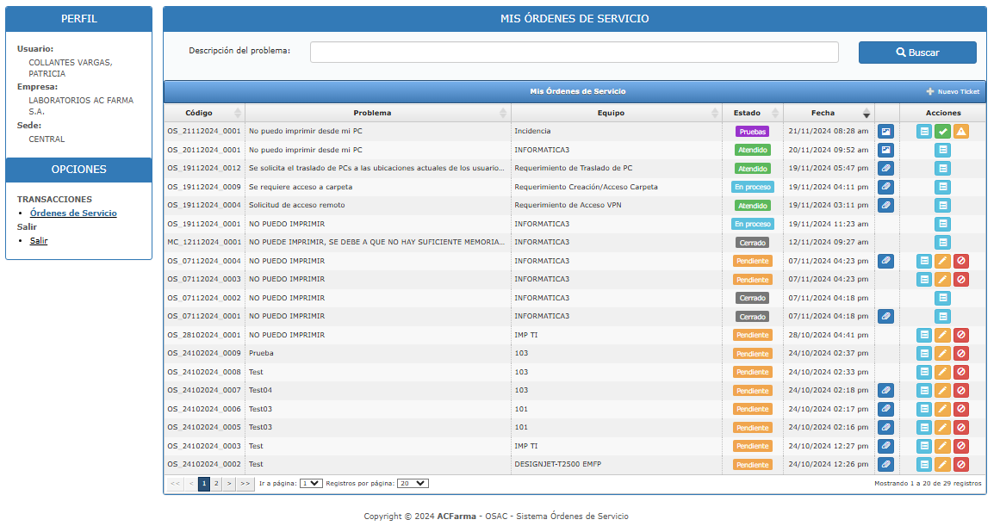 PERFIL
Usuario:
COLLANTES VARGAS,
PATRICIA
Empresa:
LABORATORIOS AC FARMA
S.A.
Sede:
CENTRAL
OPCIONES
TRANSACCIONES
• Órdenes de Servicio
Salir
• Salir
MIS ÓRDENES DE SERVICIO
Descripción del problema:
Buscar
Mis Órdenes de Servicio
Nuevo Ticket
Código Problema Equipo Estado Fecha Acciones
OS_21112024_0001 No puedo imprimir desde mi PC Incidencia Pruebas 21/11/2024 08:28 am
OS_20112024_0001 No puedo imprimir desde mi PC INFORMATICA3 Atendido 20/11/2024 09:52 am
OS_19112024_0012 Se solicita el traslado de PCs a las ubicaciones actuales de los usuario... Requerimiento de Traslado de PC Atendido 19/11/2024 05:47 pm
OS_19112024_0009 Se requiere acceso a carpeta Requerimiento Creación/Acceso Carpeta En proceso 19/11/2024 04:11 pm
OS_19112024_0004 Solicitud de acceso remoto Requerimiento de Acceso VPN Atendido 19/11/2024 03:11 pm
OS_19112024_0001 NO PUEDO IMPRIMIR INFORMATICA3 En proceso 19/11/2024 11:23 am
MC_12112024_0001 NO PUEDE IMPRIMIR, SE DEBE A QUE NO HAY SUFICIENTE MEMORIA... INFORMATICA3 Cerrado 12/11/2024 09:27 am
OS_07112024_0004 NO PUEDO IMPRIMIR INFORMATICA3 Pendiente 07/11/2024 04:23 pm
OS_07112024_0003 NO PUEDO IMPRIMIR INFORMATICA3 Pendiente 07/11/2024 04:23 pm
OS_07112024_0002 NO PUEDO IMPRIMIR INFORMATICA3 Cerrado 07/11/2024 04:18 pm
OS_07112024_0001 NO PUEDO IMPRIMIR INFORMATICA3 Cerrado 07/11/2024 04:18 pm
OS_28102024_0001 NO PUEDO IMPRIMIR IMP TI Pendiente 28/10/2024 04:41 pm
OS_24102024_0009 Prueba 103 Pendiente 24/10/2024 02:37 pm
OS_24102024_0008 Test 103 Pendiente 24/10/2024 02:33 pm
OS_24102024_0007 Test04 103 Pendiente 24/10/2024 02:18 pm
OS_24102024_0006 Test03 101 Pendiente 24/10/2024 02:17 pm
OS_24102024_0005 Test03 101 Pendiente 24/10/2024 02:16 pm
OS_24102024_0003 Test IMP TI Pendiente 24/10/2024 12:27 pm
OS_24102024_0002 Test DESIGNJET-T2500 EMFP Pendiente 24/10/2024 12:26 pm
<< < 1 2 > >> Ir a página: 1 Registros por página: 20 Mostrando 1 a 20 de 29 registros
Copyright © 2024 ACFarma - OSAC - Sistema Órdenes de Servicio